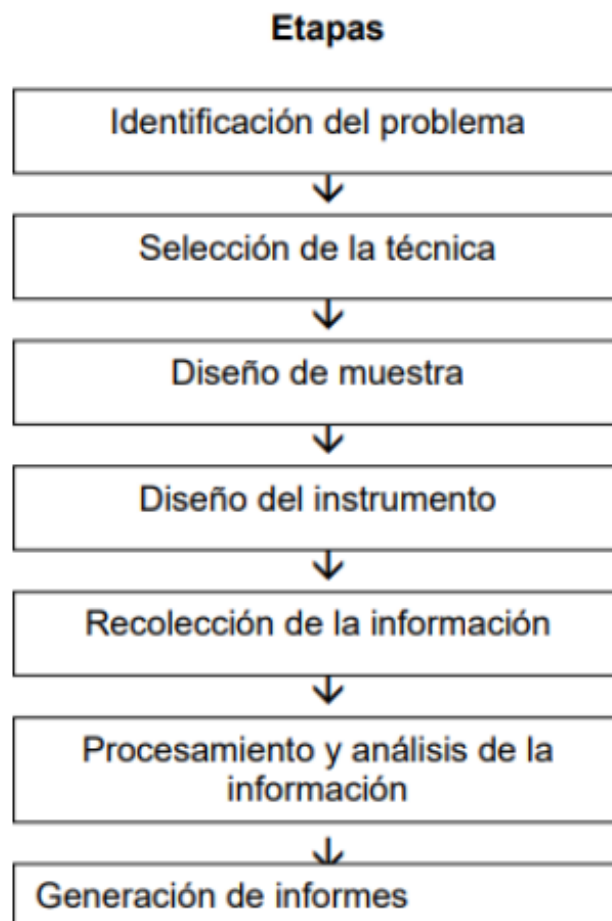 Etapas
Identificación del problema
Selección de la técnica
Diseño de muestra
Diseño del instrumento
Recolección de la información
Procesamiento y análisis de la
información
Generación de informes